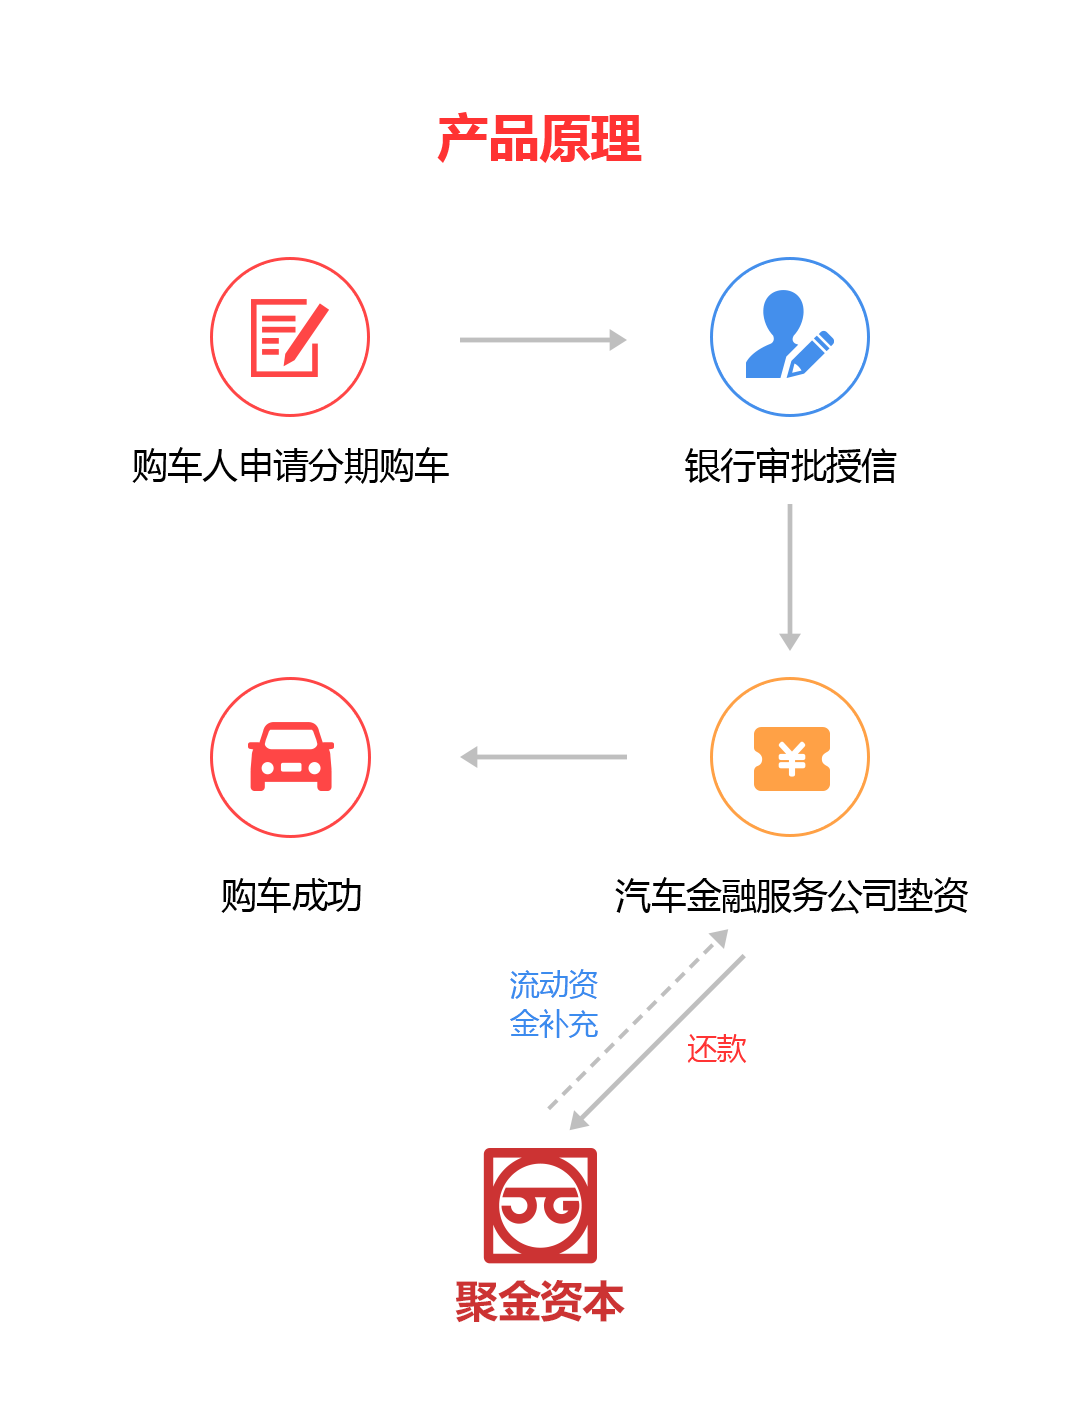 产品原理
购车人申请分期购车
银行审批授信
购车成功
汽车金融服务公司垫资
流动资
金补充
还款
JG
聚金资本